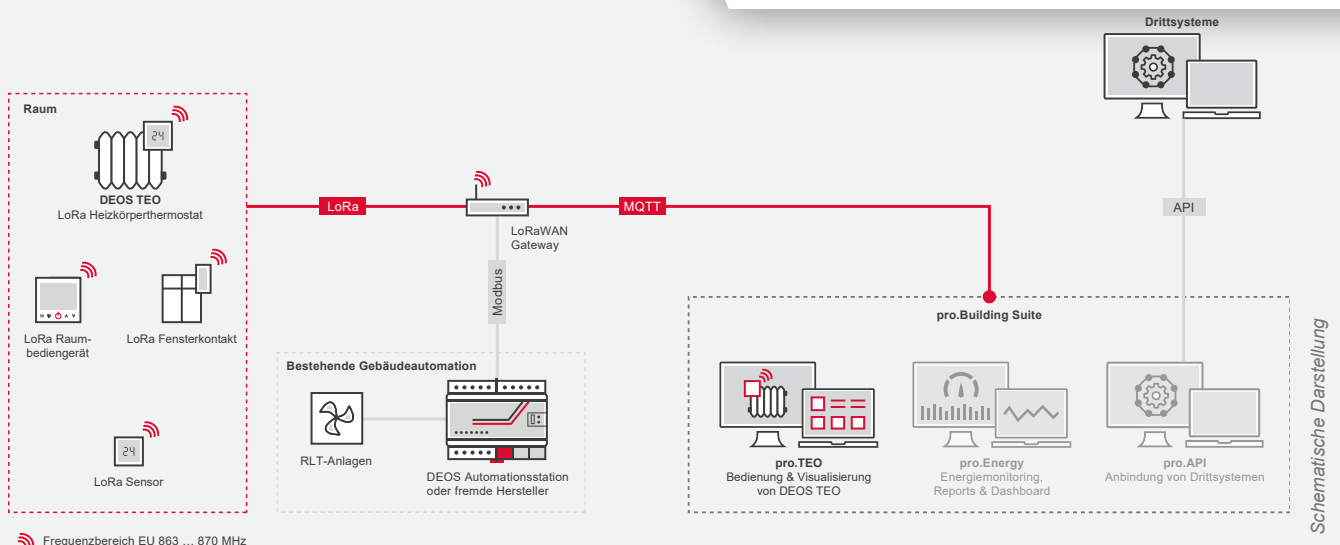 Drittsysteme
Raum
24
DEOS TEO
LoRa Heizkörperthermostat
LoRa
MQTT
API
LoRaWAN
Gateway
Modbus
LoRa Raum-
bediengerät
LoRa Fensterkontakt
24
LoRa Sensor
Bestehende Gebäudeautomation
RLT-Anlagen
DEOS Automationsstation
oder fremde Hersteller
pro.Building Suite
pro.TEO
Bedienung & Visualisierung
von DEOS TEO
pro.Energy
Energiemonitoring,
Reports & Dashboard
pro.API
Anbindung von Drittsystemen
Schematische Darstellung
Frequenzbereich EU 863 ... 870 MHz